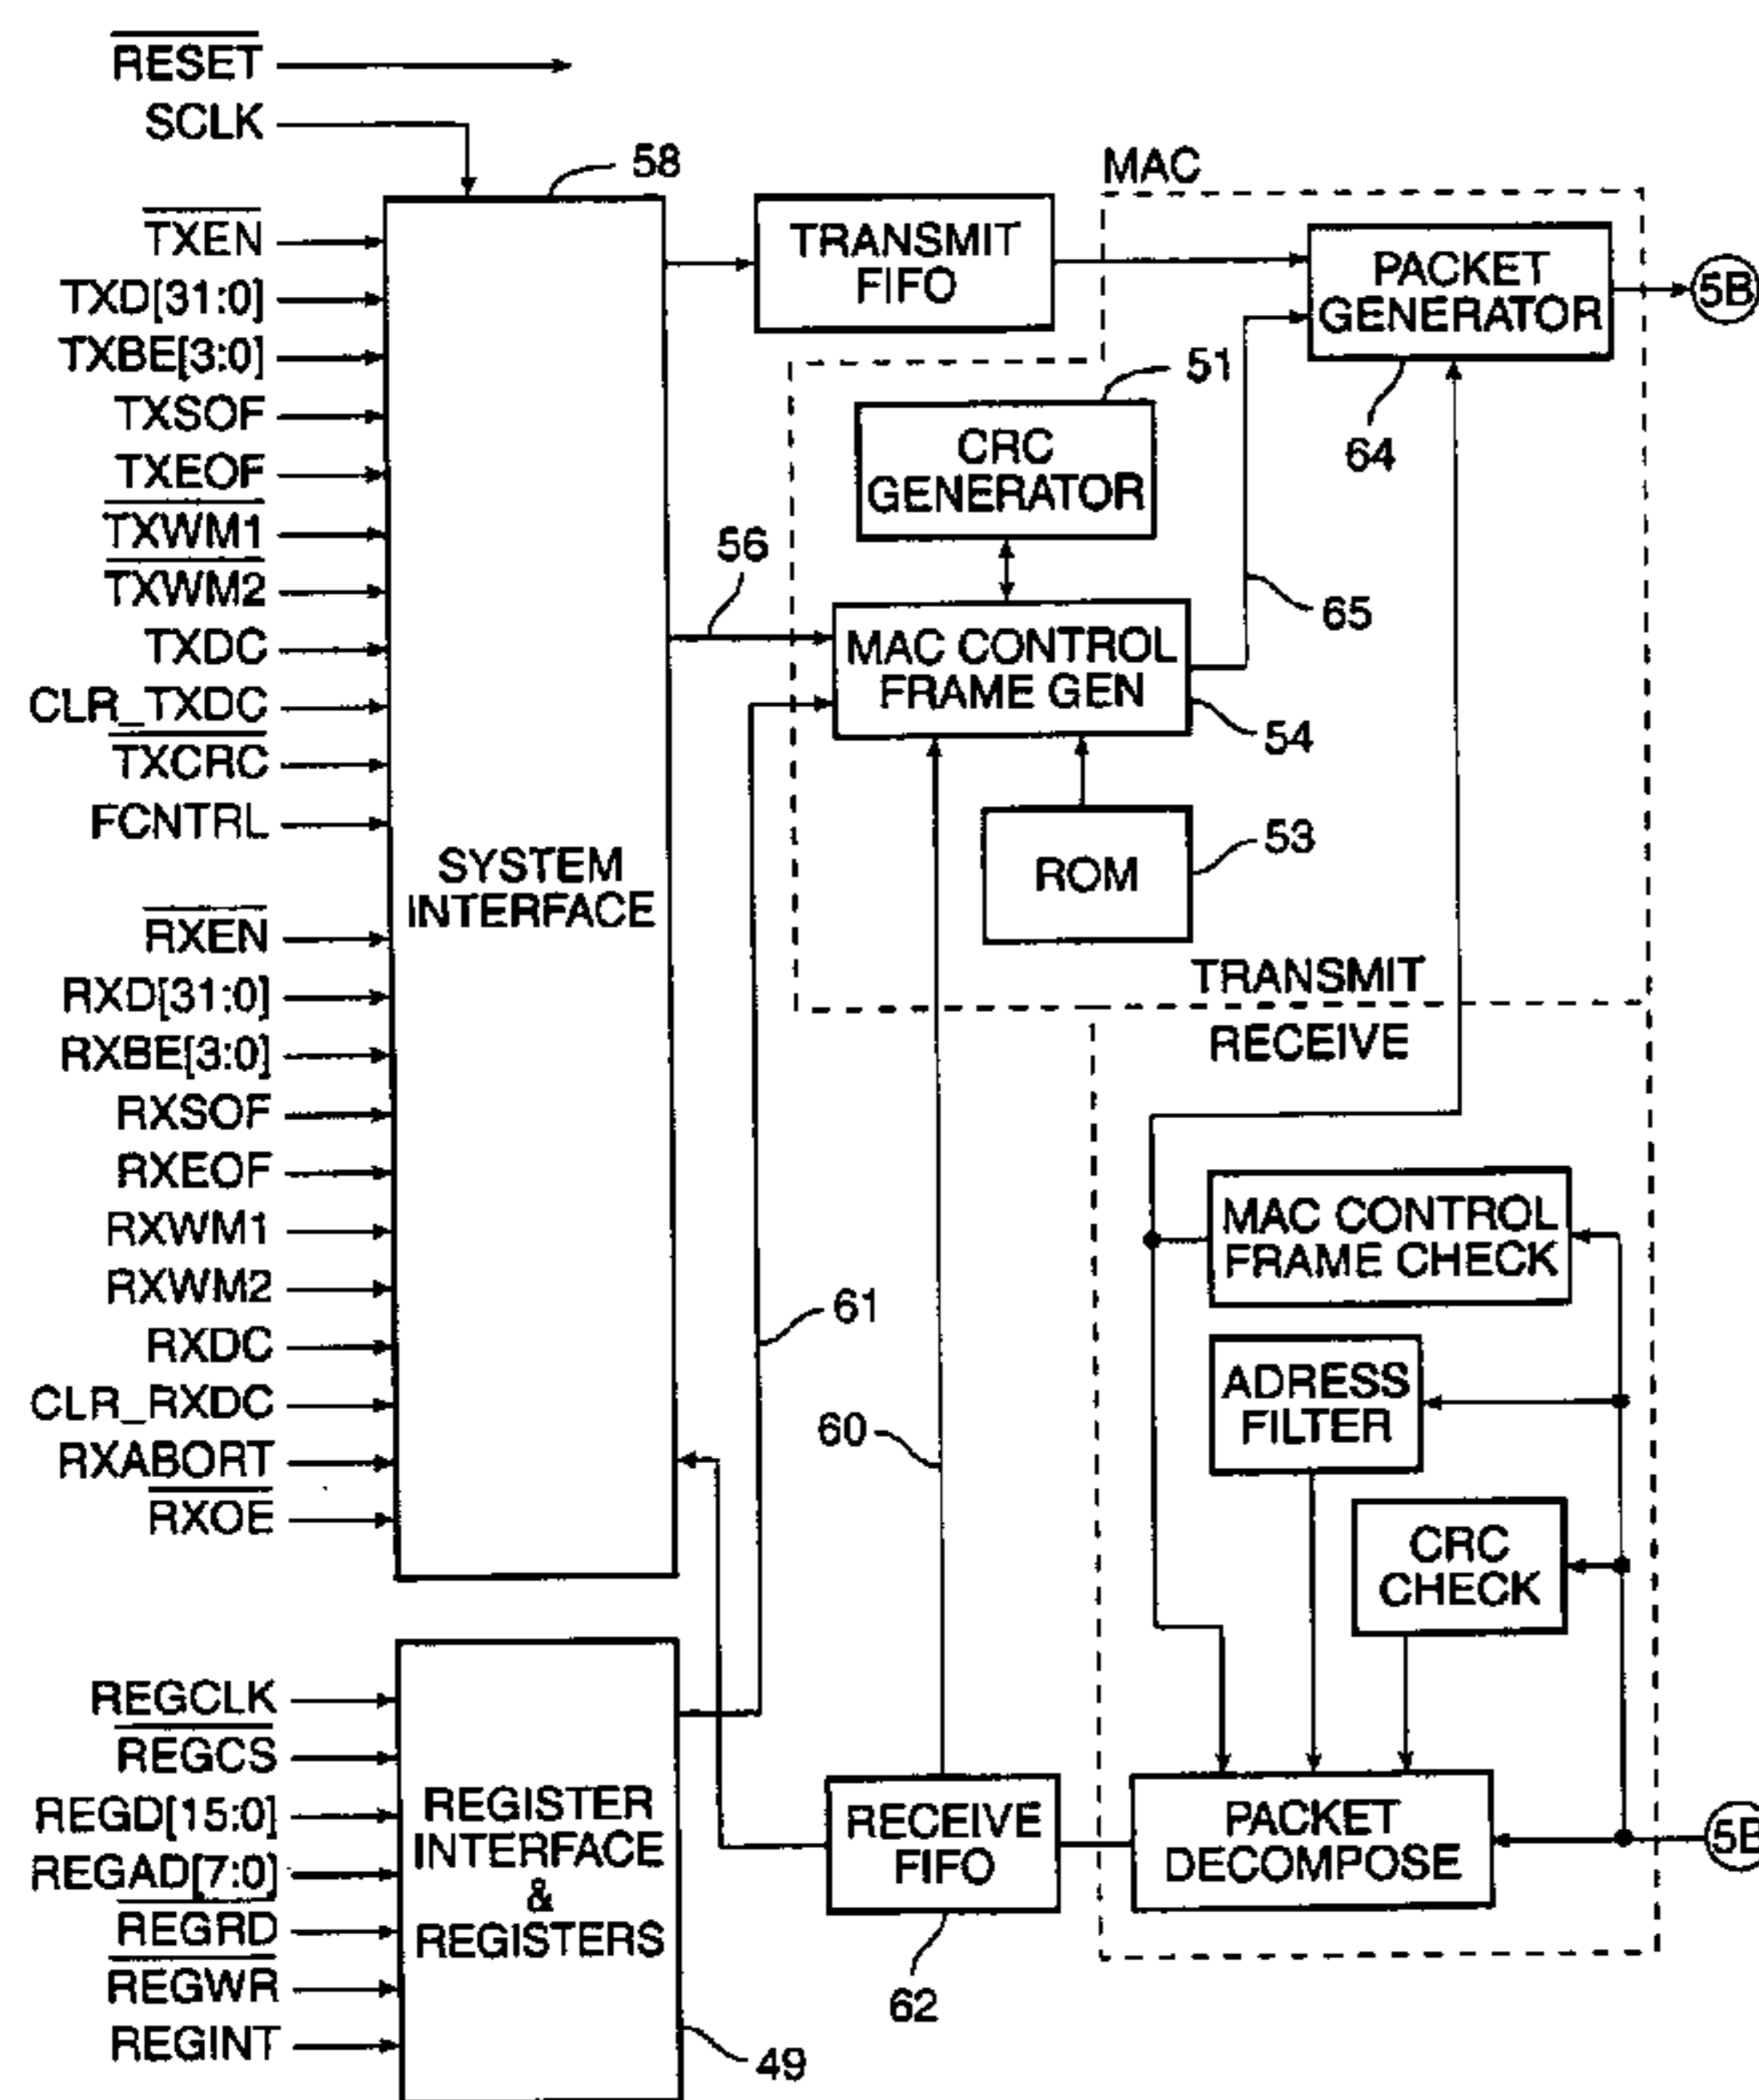 RESET
SCLK
58
MAC
TXEN
TXD[31:0]
TXBE[3:0]
TXSOF
TXEOF
TXWM1
TXWM2
TXDC
CLR_TXDC
TXCRC
FCNTRL
RXEN
RXD[31:0]
RXBE[3:0]
RXSOF
RXEOF
RXWM1
RXWM2
RXDC
CLR_RXDC
RXABORT
RXOE
SYSTEM
INTERFACE
TRANSMIT
FIFO
PACKET
GENERATOR
5B
64
51
CRC
GENERATOR
56
65
MAC CONTROL
FRAME GEN
54
ROM
53
TRANSMIT
RECEIVE
MAC CONTROL
FRAME CHECK
ADRESS
FILTER
CRC
CHECK
61
60
REGCLK
REGCS
REGD[15:0]
REGAD[7:0]
REGRD
REGWR
REGINT
REGISTER
INTERFACE
&
REGISTERS
49
RECEIVE
FIFO
62
PACKET
DECOMPOSE
5B